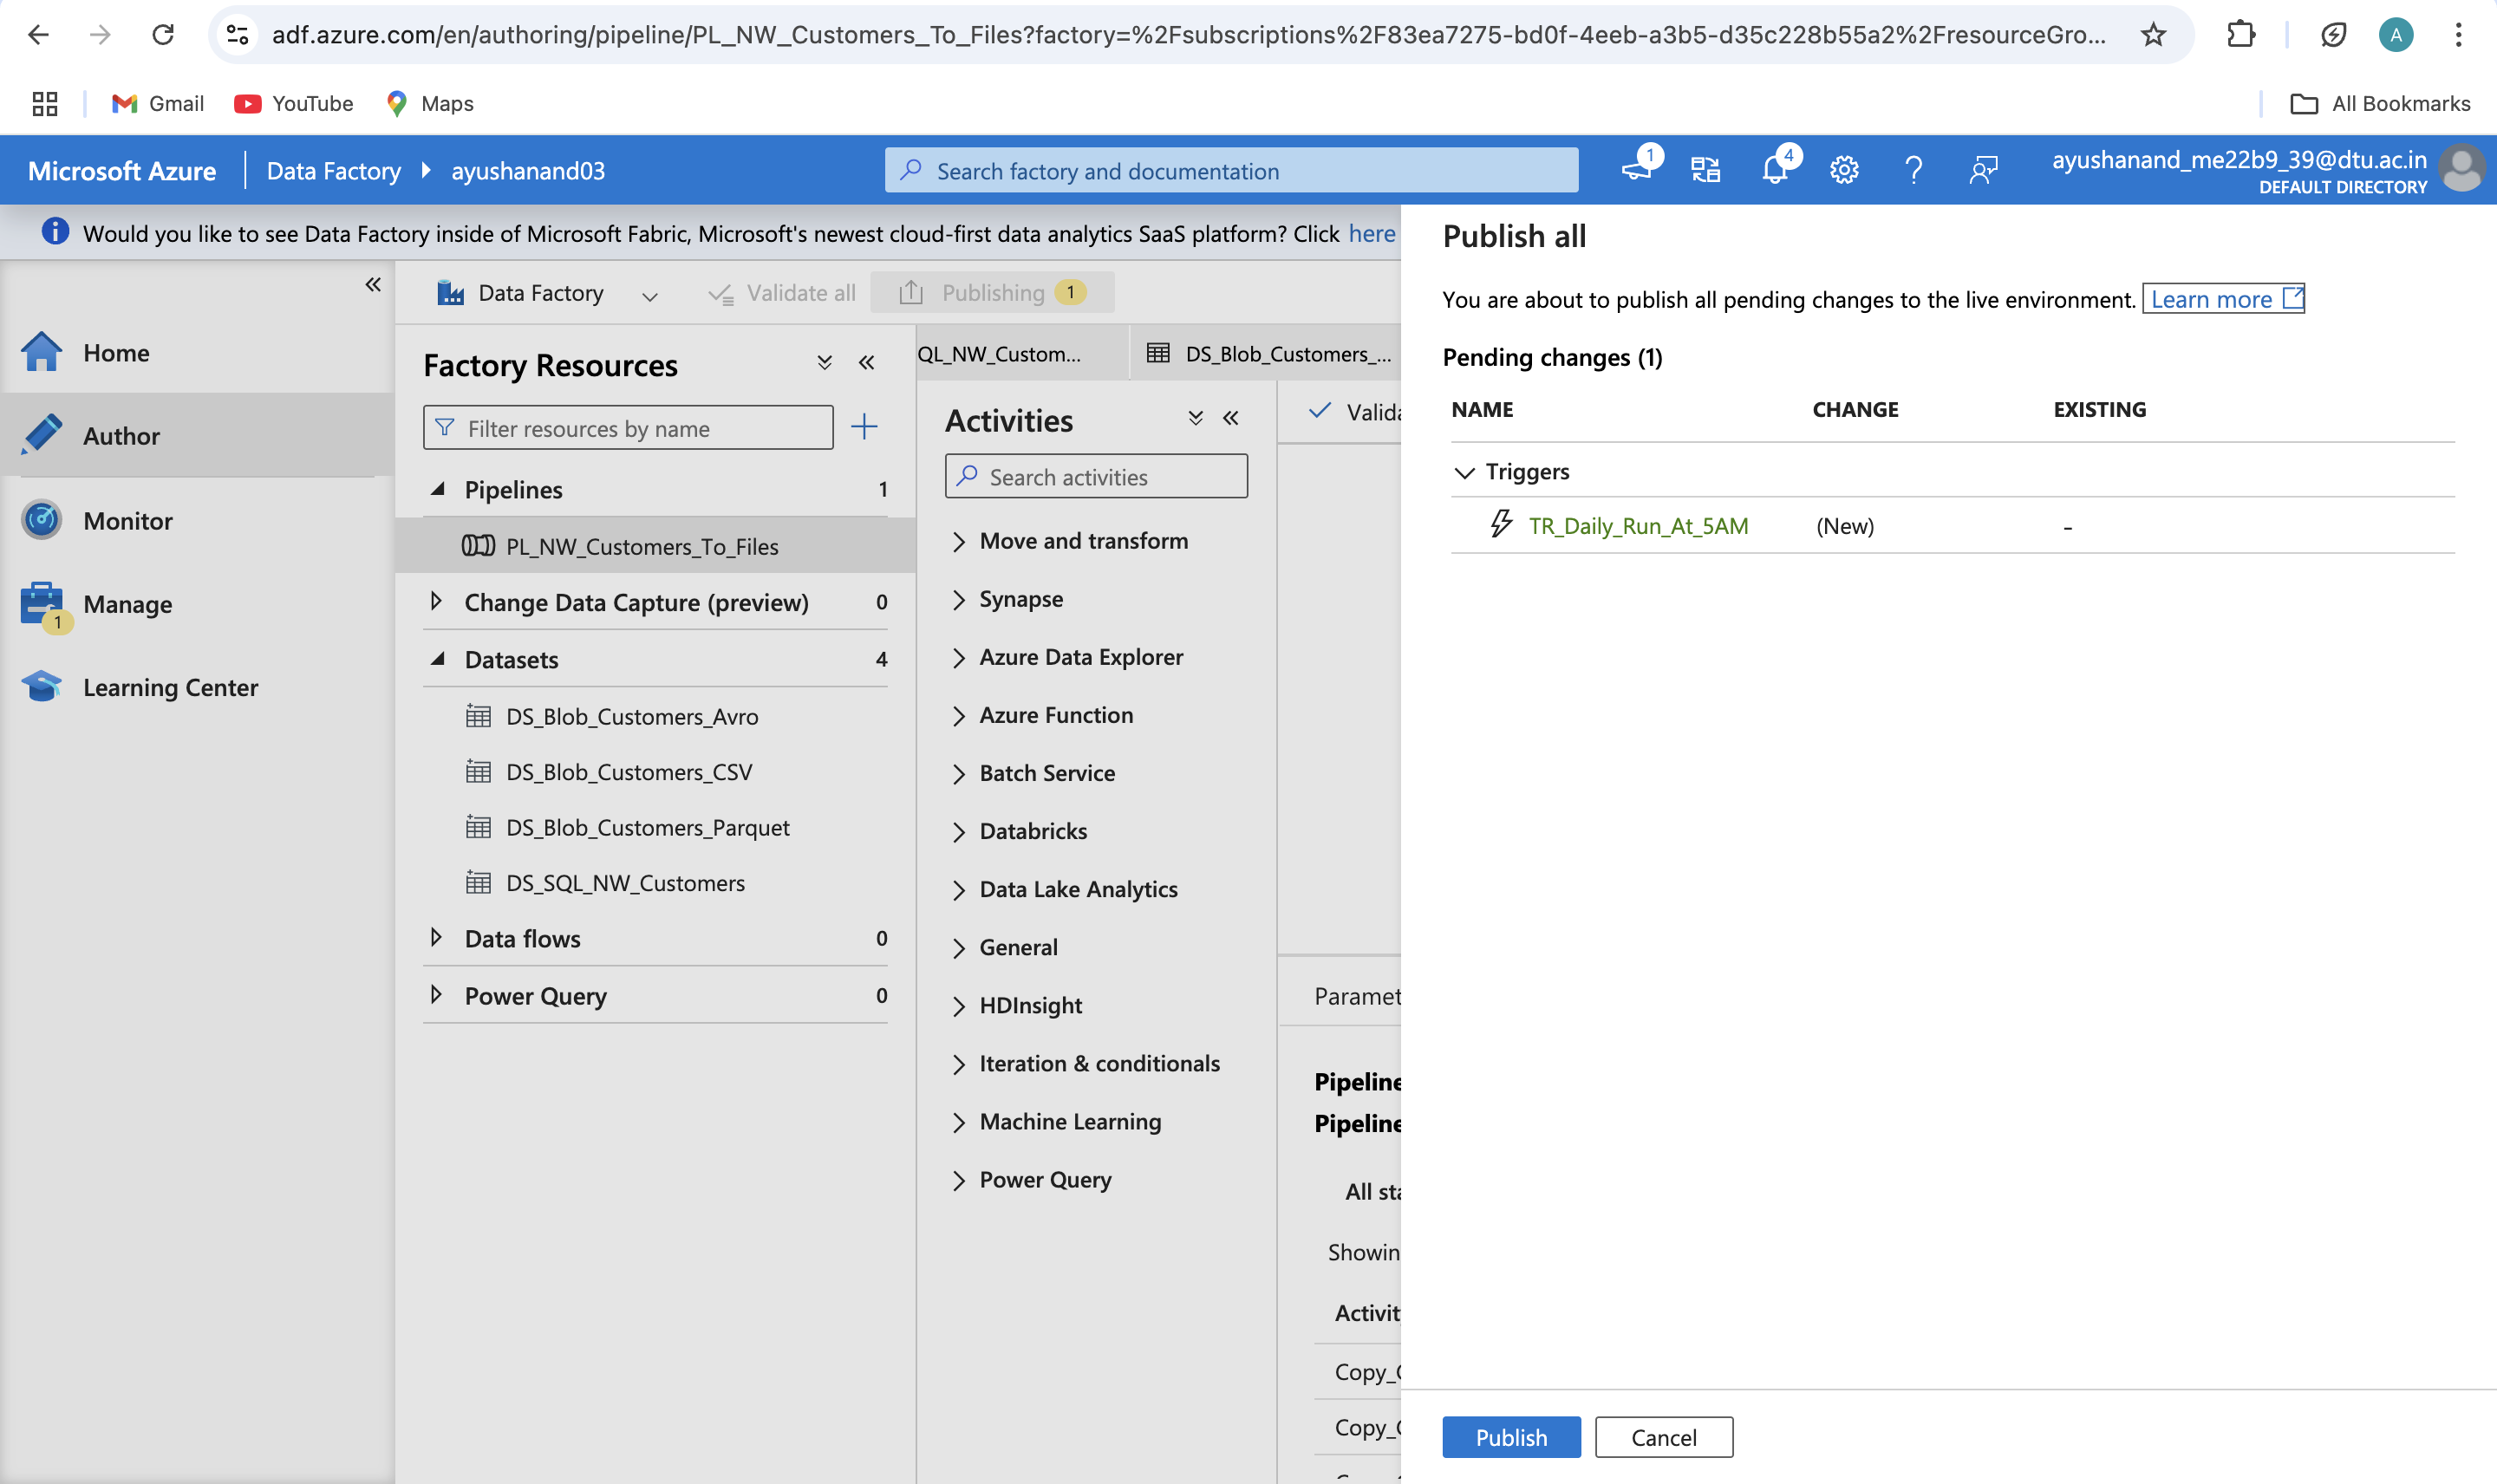 adf.azure.com/en/authoring/pipeline/PL_NW_Customers_To_Files?factory=%2Fsubscriptions%2F83ea7275-bd0f-4eeb-a3b5-d35c228b55a2%2FresourceGro...
A
Gmail
YouTube
Maps
All Bookmarks
Microsoft Azure
Data Factory
ayushanand03
Search factory and documentation
1
4
ayushanand_me22b9_39@dtu.ac.in
DEFAULT DIRECTORY
Would you like to see Data Factory inside of Microsoft Fabric, Microsoft's newest cloud-first data analytics SaaS platform? Click here
Home
Author
Monitor
Manage
1
Learning Center
Data Factory
Validate all
Publishing 1
Factory Resources
Filter resources by name
Pipelines 1
PL_NW_Customers_To_Files
Change Data Capture (preview) 0
Datasets 4
DS_Blob_Customers_Avro
DS_Blob_Customers_CSV
DS_Blob_Customers_Parquet
DS_SQL_NW_Customers
Data flows 0
Power Query 0
QL_NW_Custom...
DS_Blob_Customers_...
Activities
Search activities
Move and transform
Synapse
Azure Data Explorer
Azure Function
Batch Service
Databricks
Data Lake Analytics
General
HDInsight
Iteration & conditionals
Machine Learning
Power Query
Valida
Paramet
Pipeline
Pipeline
All sta
Showin
Activit
Copy_C
Copy_C
Publish all
You are about to publish all pending changes to the live environment. Learn more
Pending changes (1)
NAME CHANGE EXISTING
Triggers
TR_Daily_Run_At_5AM (New) -
Publish
Cancel